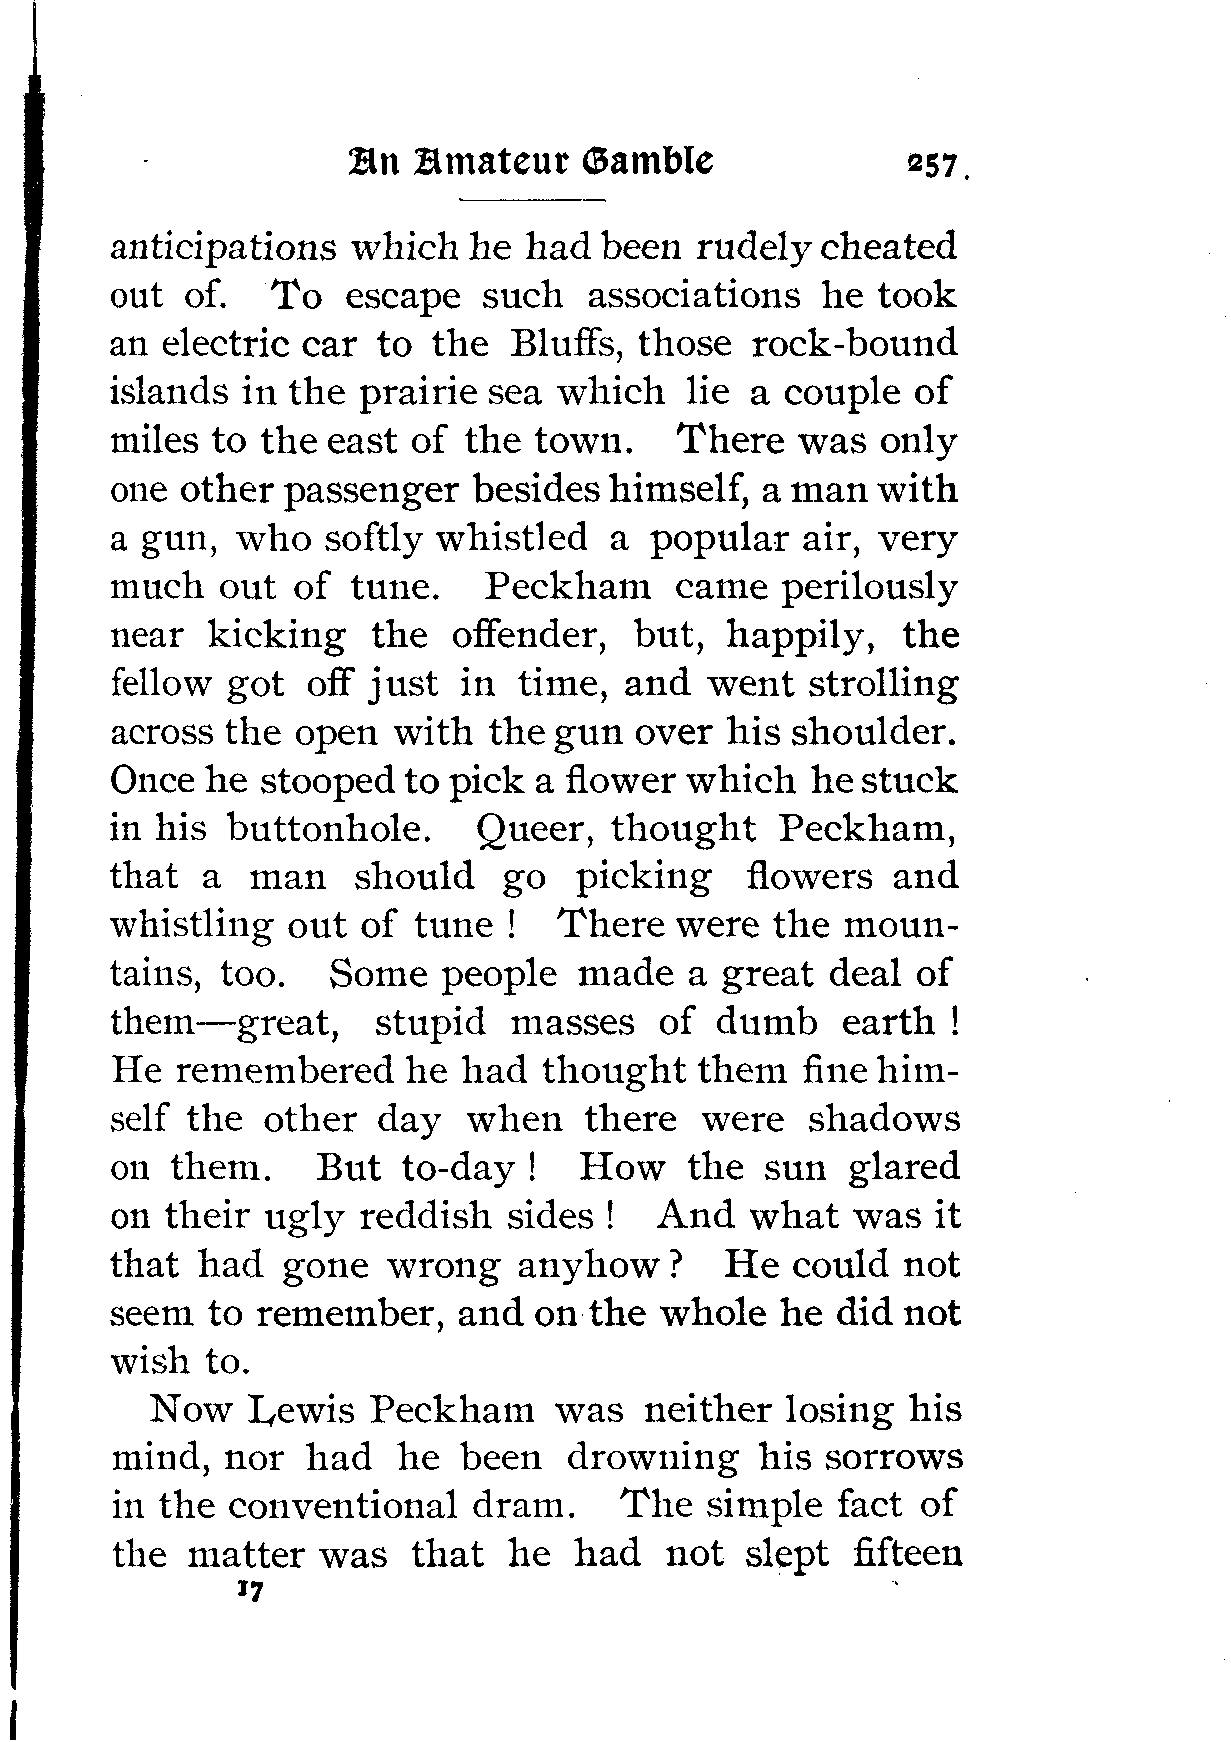 An Amateur Gamble 257.
anticipations which he had been rudely cheated
out of. To escape such associations he took
an electric car to the Bluffs, those rock-bound
islands in the prairie sea which lie a couple of
miles to the east of the town. There was only
one other passenger besides himself, a man with
a gun, who softly whistled a popular air, very
much out of tune. Peckham came perilously
near kicking the offender, but, happily, the
fellow got off just in time, and went strolling
across the open with the gun over his shoulder.
Once he stooped to pick a flower which he stuck
in his buttonhole. Queer, thought Peckham,
that a man should go picking flowers and
whistling out of tune ! There were the moun-
tains, too. Some people made a great deal of
them—great, stupid masses of dumb earth !
He remembered he had thought them fine him-
self the other day when there were shadows
on them. But to-day ! How the sun glared
on their ugly reddish sides ! And what was it
that had gone wrong anyhow ? He could not
seem to remember, and on the whole he did not
wish to.
Now Lewis Peckham was neither losing his
mind, nor had he been drowning his sorrows
in the conventional dram. The simple fact of
the matter was that he had not slept fifteen
17